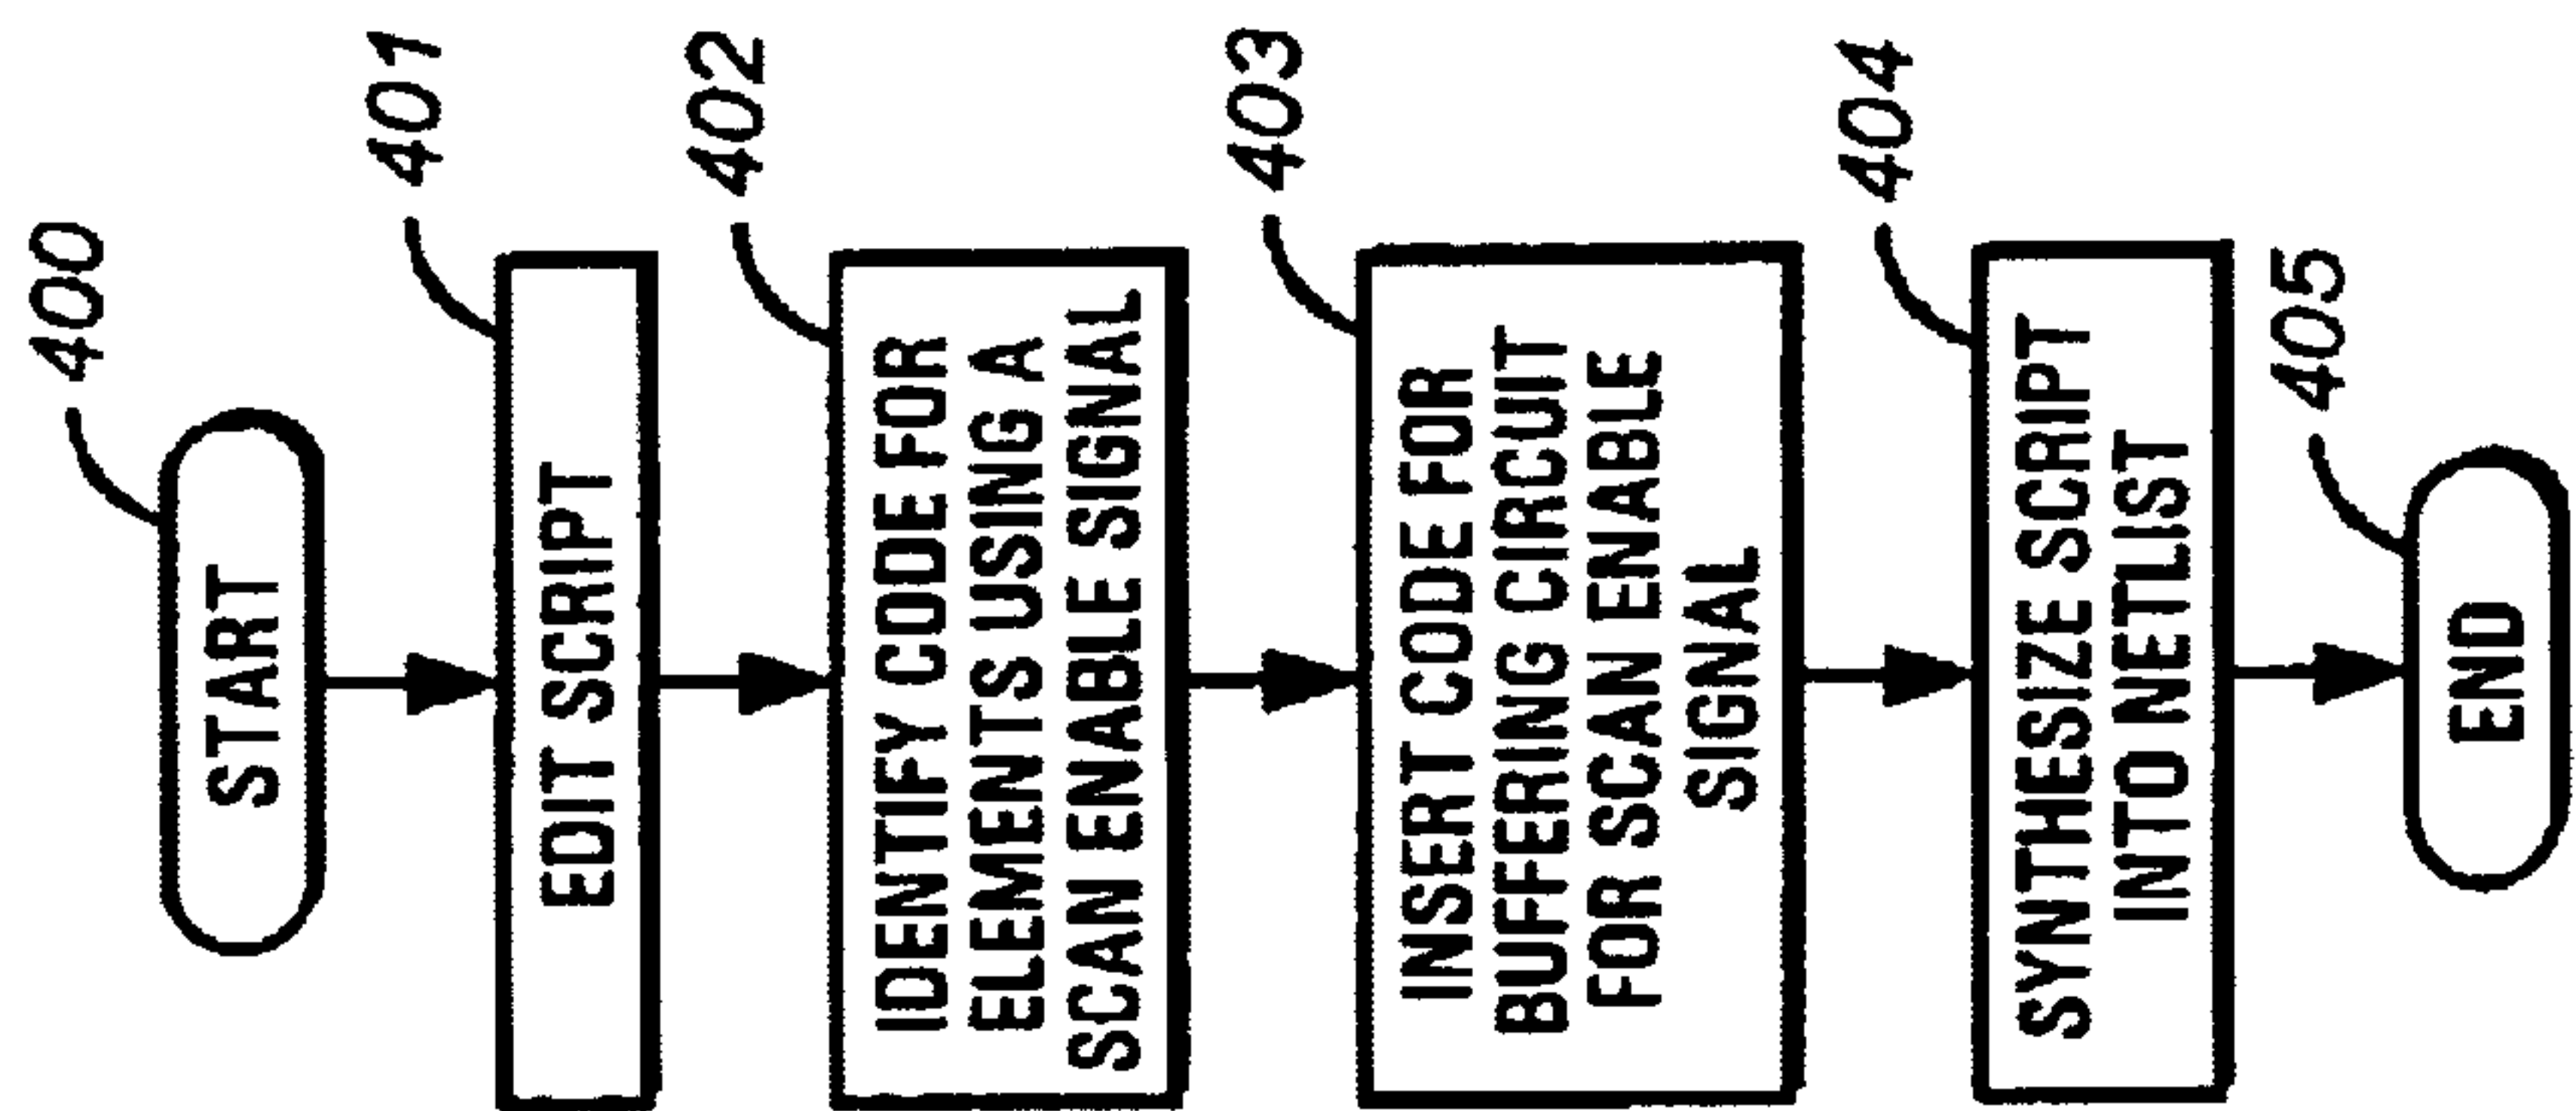 400
START
401
EDIT SCRIPT
402
IDENTIFY CODE FOR
ELEMENTS USING A
SCAN ENABLE SIGNAL
403
INSERT CODE FOR
BUFFERING CIRCUIT
FOR SCAN ENABLE
SIGNAL
404
SYNTHESIZE SCRIPT
INTO NETLIST
405
END